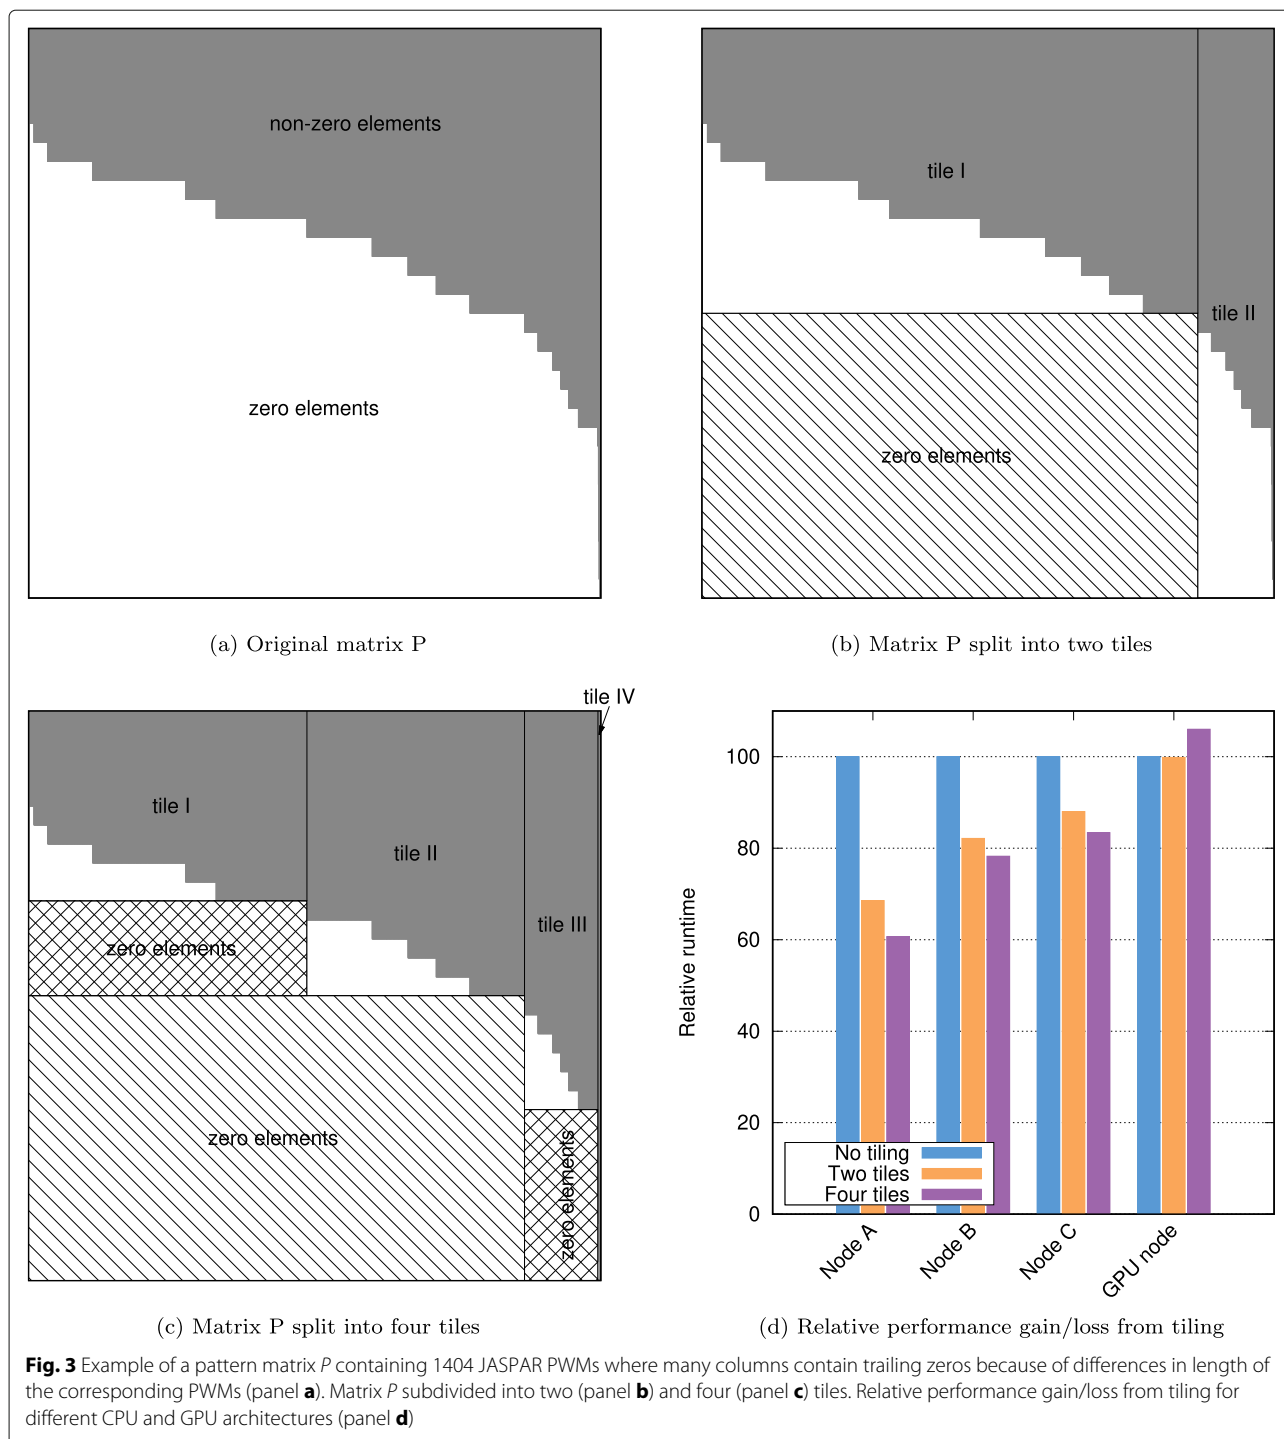 non-zero elements
zero elements
(a) Original matrix P
tile I
tile II
zero elements
(b) Matrix P split into two tiles
tile IV
tile I
tile II
tile III
zero elements
zero elements
zero elements
(c) Matrix P split into four tiles
Relative runtime
100
80
60
40
20
0
No tiling
Two tiles
Four tiles
Node A
Node B
Node C
GPU node
(d) Relative performance gain/loss from tiling
Fig. 3 Example of a pattern matrix P containing 1404 JASPAR PWMs where many columns contain trailing zeros because of differences in length of
the corresponding PWMs (panel a). Matrix P subdivided into two (panel b) and four (panel c) tiles. Relative performance gain/loss from tiling for
different CPU and GPU architectures (panel d)